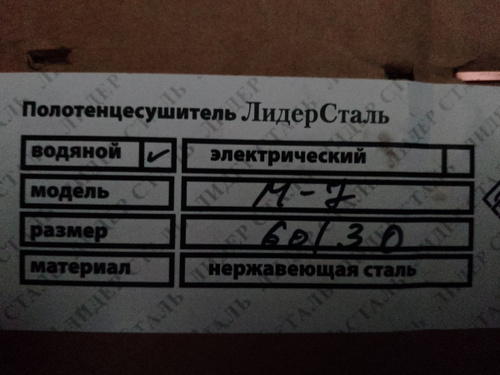 Полотенцесушитель ЛидерСталь
водяной ✓ электрический
модель М-7
размер 60/30
материал нержавеющая сталь